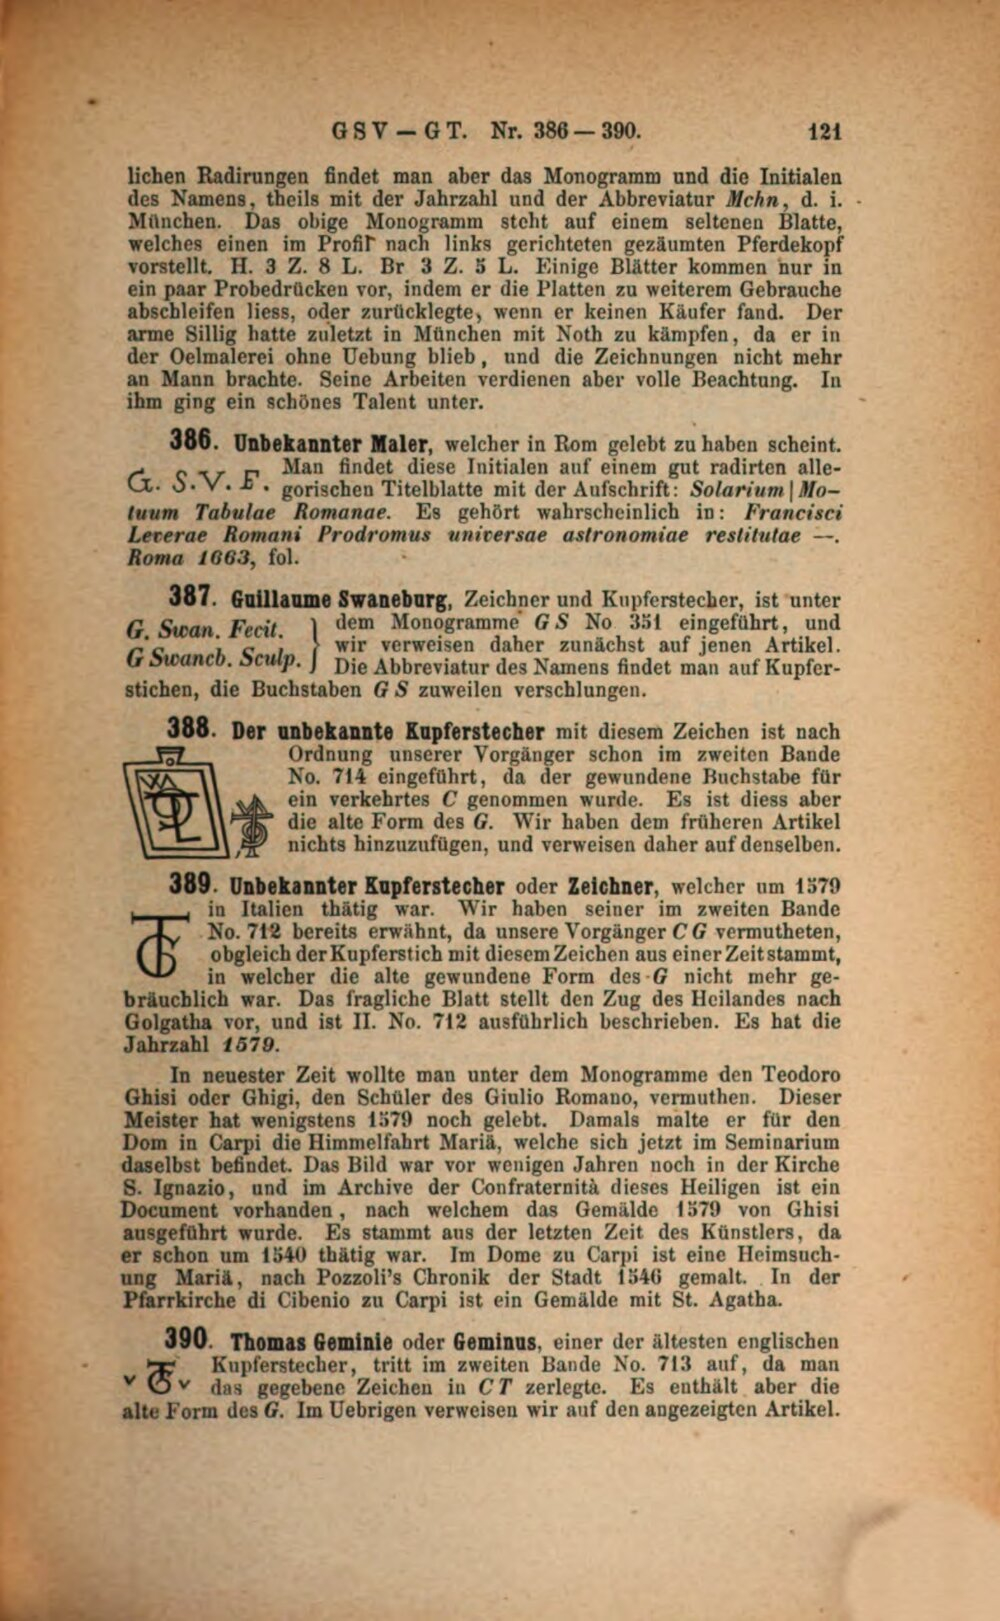 GSV — GT. Nr. 386 — 390. 121
lichen Radirungen findet man aber das Monogramm und die Initialen
des Namens, theils mit der Jahrzahl und der Abbreviatur Mchn, d. i.
München. Das obige Monogramm steht auf einem seltenen Blatte,
welches einen im Profil nach links gerichteten gezäumten Pferdekopf
vorstellt. H. 3 Z. 8 L. Br 3 Z. 5 L. Einige Blätter kommen nur in
ein paar Probedrücken vor, indem er die Platten zu weiterem Gebrauche
abschleifen liess, oder zurücklegte, wenn er keinen Käufer fand. Der
arme Sillig hatte zuletzt in München mit Noth zu kämpfen, da er in
der Oelmalerei ohne Uebung blieb, und die Zeichnungen nicht mehr
an Mann brachte. Seine Arbeiten verdienen aber volle Beachtung. In
ihm ging ein schönes Talent unter.
386. Unbekannter Maler, welcher in Rom gelebt zu haben scheint.
G. S. V. F. Man findet diese Initialen auf einem gut radirten alle-
gorischen Titelblatte mit der Aufschrift: Solarium | Mo-
tuum Tabulae Romanae. Es gehört wahrscheinlich in: Francisci
Leverae Romani Prodromus universae astronomiae restitutae —.
Roma 1663, fol.
387. Guillaume Swaneburg, Zeichner und Kupferstecher, ist unter
G. Swan. Fecit. } dem Monogramme GS No 351 eingeführt, und
wir verweisen daher zunächst auf jenen Artikel.
G Swancb. Sculp. Die Abbreviatur des Namens findet man auf Kupfer-
stichen, die Buchstaben G S zuweilen verschlungen.
388. Der unbekannte Kupferstecher mit diesem Zeichen ist nach
Ordnung unserer Vorgänger schon im zweiten Bande
No. 714 eingeführt, da der gewundene Buchstabe für
ein verkehrtes C genommen wurde. Es ist diess aber
die alte Form des G. Wir haben dem früheren Artikel
nichts hinzuzufügen, und verweisen daher auf denselben.
389. Unbekannter Kupferstecher oder Zeichner, welcher um 1579
in Italien thätig war. Wir haben seiner im zweiten Bande
No. 712 bereits erwähnt, da unsere Vorgänger CG vermutheten,
obgleich der Kupferstich mit diesem Zeichen aus einer Zeit stammt,
in welcher die alte gewundene Form des G nicht mehr ge-
bräuchlich war. Das fragliche Blatt stellt den Zug des Heilandes nach
Golgatha vor, und ist II. No. 712 ausführlich beschrieben. Es hat die
Jahrzahl 1579.
In neuester Zeit wollte man unter dem Monogramme den Teodoro
Ghisi oder Ghigi, den Schüler des Giulio Romano, vermuthen. Dieser
Meister hat wenigstens 1579 noch gelebt. Damals malte er für den
Dom in Carpi die Himmelfahrt Mariä, welche sich jetzt im Seminarium
daselbst befindet. Das Bild war vor wenigen Jahren noch in der Kirche
S. Ignazio, und im Archive der Confraternità dieses Heiligen ist ein
Document vorhanden, nach welchem das Gemälde 1579 von Ghisi
ausgeführt wurde. Es stammt aus der letzten Zeit des Künstlers, da
er schon um 1540 thätig war. Im Dome zu Carpi ist eine Heimsuch-
ung Mariä, nach Pozzoli's Chronik der Stadt 1546 gemalt. In der
Pfarrkirche di Cibenio zu Carpi ist ein Gemälde mit St. Agatha.
390. Thomas Geminie oder Geminus, einer der ältesten englischen
Kupferstecher, tritt im zweiten Bande No. 713 auf, da man
das gegebene Zeichen in CT zerlegte. Es enthält aber die
alte Form des G. Im Uebrigen verweisen wir auf den angezeigten Artikel.